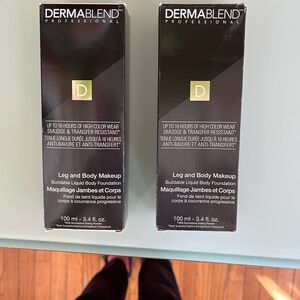 DERMABLEND
PROFESSIONAL
D
UP TO 16 HOURS OF HIGH COLOR WEAR
SMUDGE & TRANSFER RESISTANT*
TENUE LONGUE DURÉE JUSQU'À 16 HEURES
ANTI-BAVURE ET ANTI-TRANSFERT*
Leg and Body Makeup
Buildable Liquid Body Foundation
Maquillage Jambes et Corps
Fond de teint liquide pour le
corps à couvrance progressive
100 ml - 3.4 fl. oz.
DERMABLEND
PROFESSIONAL
D
UP TO 16 HOURS OF HIGH COLOR WEAR
SMUDGE & TRANSFER RESISTANT*
TENUE LONGUE DURÉE JUSQU'À 16 HEURES
ANTI-BAVURE ET ANTI-TRANSFERT*
Leg and Body Makeup
Buildable Liquid Body Foundation
Maquillage Jambes et Corps
Fond de teint liquide pour le
corps à couvrance progressive
100 ml - 3.4 fl. oz.